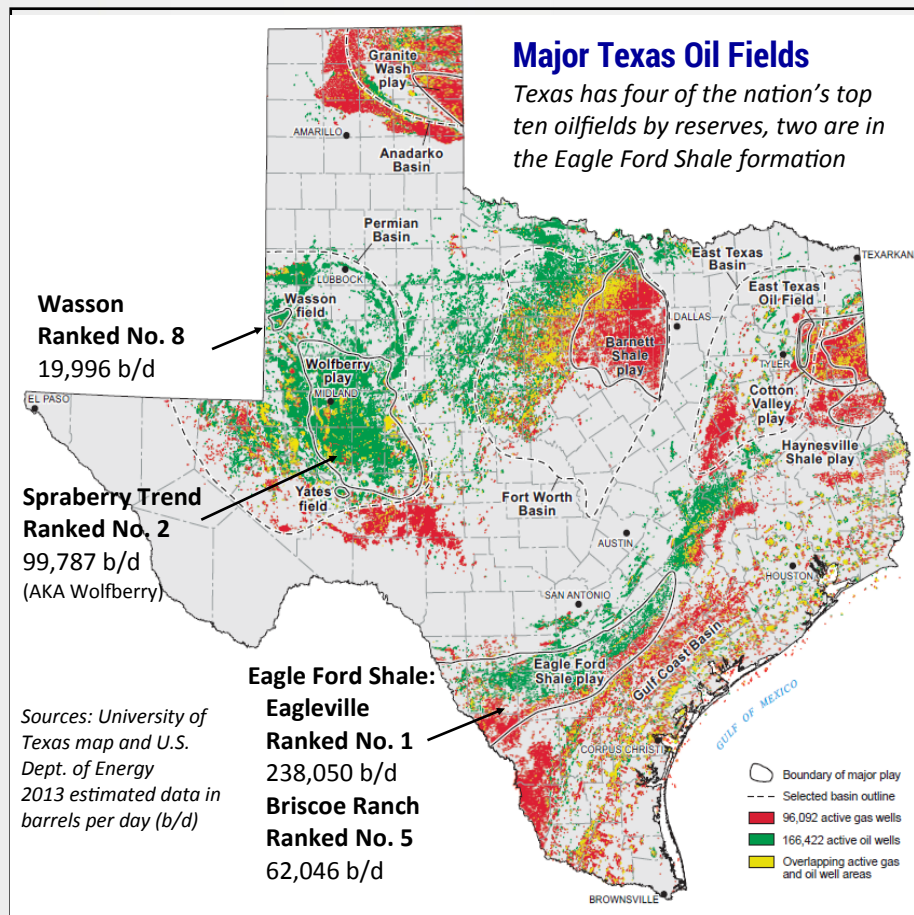 Major Texas Oil Fields
Texas has four of the nation's top
ten oilfields by reserves, two are in
the Eagle Ford Shale formation
Granite
Wash
play
AMARILLO
Anadarko
Basin
Permian
Basin
LUBBOCK
Wasson
field
Wasson
Ranked No. 8
19,996 b/d
Wolfberry
play
MIDLAND
EL PASO
Spraberry Trend
Ranked No. 2
99,787 b/d
(AKA Wolfberry)
Yates
field
East Texas
Basin
TEXARKAN
East Texas
Oil Field
DALLAS
Barnett
Shale
play
TYLER
Cotton
Valley
play
Haynesville
Shale play
Fort Worth
Basin
AUSTIN
HOUSTON
SAN ANTONIO
Eagle Ford
Shale play
Gulf Coast Basin
GULF OF MEXICO
CORPUS CHRISTI
BROWNSVILLE
Eagle Ford Shale:
Eagleville
Ranked No. 1
238,050 b/d
Briscoe Ranch
Ranked No. 5
62,046 b/d
Sources: University of
Texas map and U.S.
Dept. of Energy
2013 estimated data in
barrels per day (b/d)
Boundary of major play
Selected basin outline
96,092 active gas wells
166,422 active oil wells
Overlapping active gas
and oil well areas